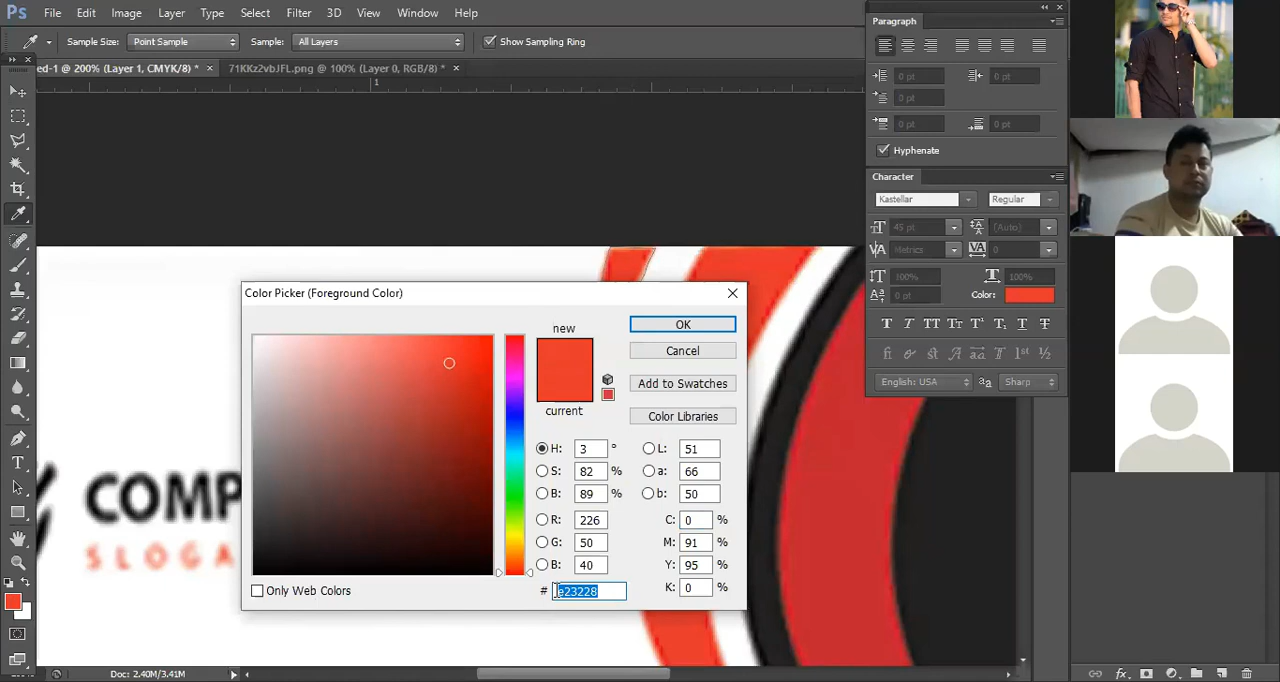 Ps File Edit Image Layer Type Select Filter 3D View Window Help
Sample Size: Point Sample Sample: All Layers Show Sampling Ring
ed-1 @ 200% (Layer 1, CMYK/8) * × 71KKz2vbJFL.png @ 100% (Layer 0, RGB/8) * ×
1
Paragraph
0 pt 0 pt
0 pt
0 pt 0 pt
Hyphenate
Character
Kastellar Regular
45 pt (Auto)
Metrics 0
100% 100%
0 pt Color:
English: USA Sharp
COMP
SLOGA
Color Picker (Foreground Color)
new
current
OK
Cancel
Add to Swatches
Color Libraries
H: 3 ° L: 51
S: 82 % a: 66
B: 89 % b: 50
R: 226 C: 0 %
G: 50 M: 91 %
B: 40 Y: 95 %
# e23228 K: 0 %
Only Web Colors
Doc: 2.40M/3.41M